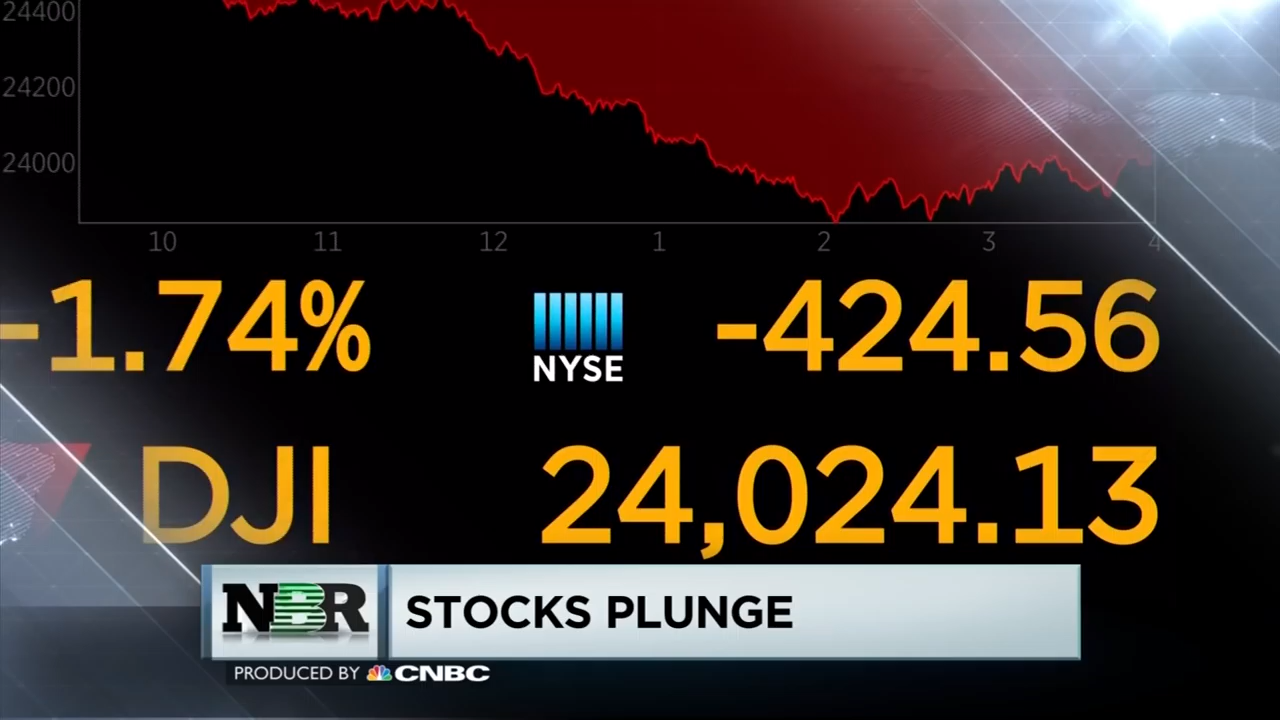 24400
24200
24000
10 11 12 1 2 3 4
-1.74% NYSE -424.56
DJI 24,024.13
NBR STOCKS PLUNGE
PRODUCED BY CNBC